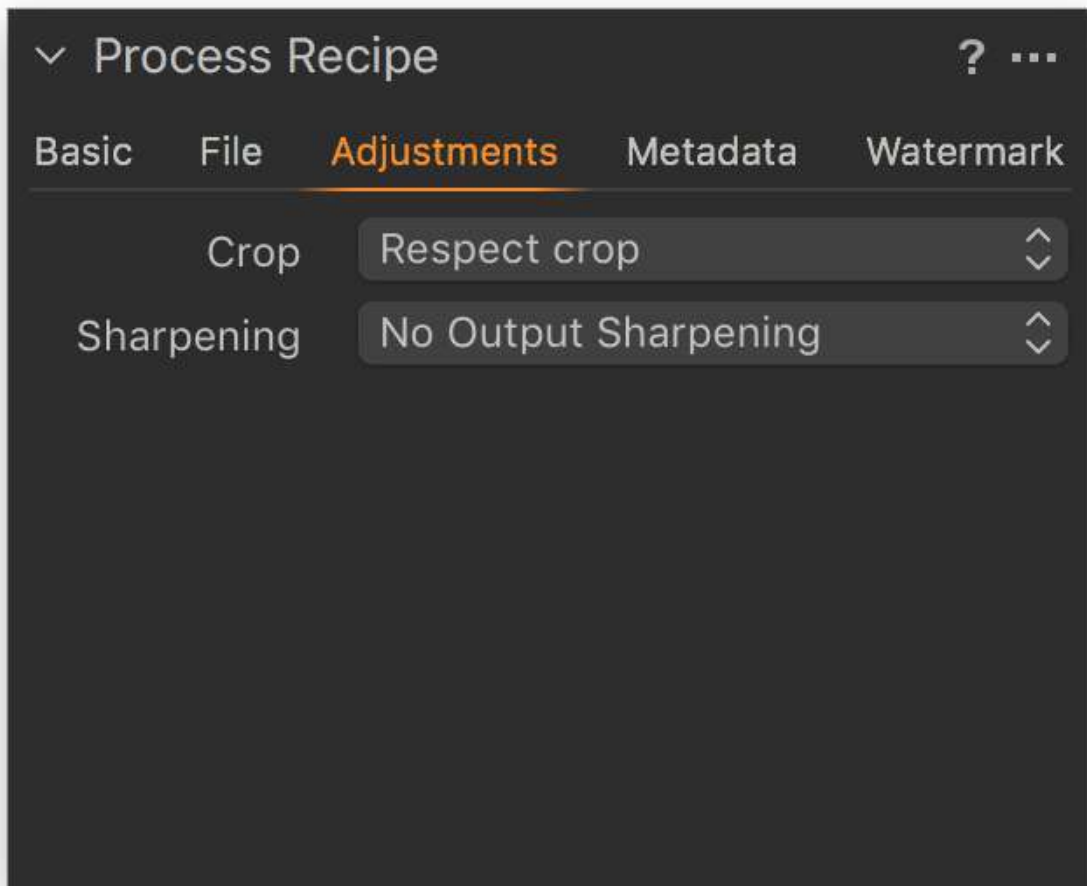 Process Recipe ? ...
Basic File Adjustments Metadata Watermark
Crop Respect crop
Sharpening No Output Sharpening